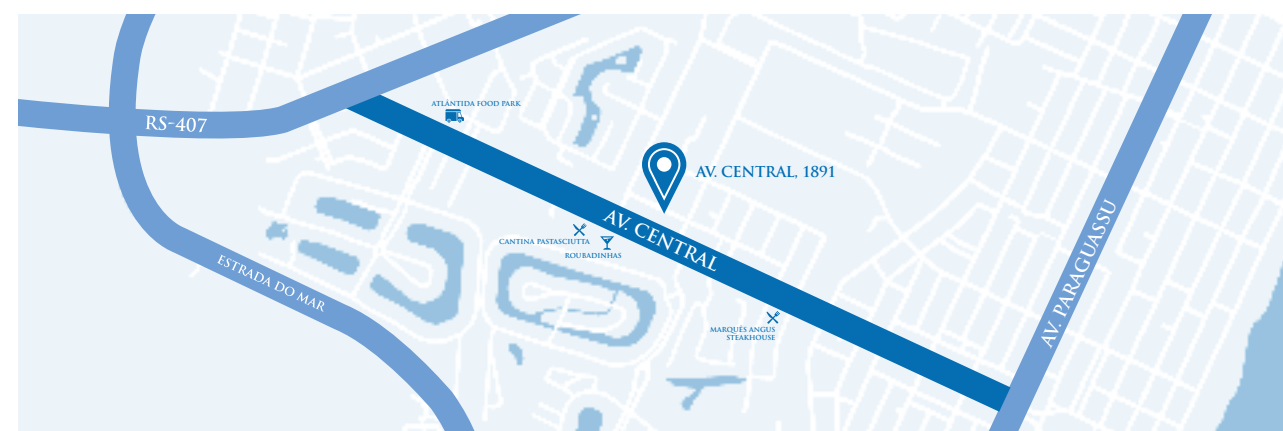 ATLÂNTIDA FOOD PARK
RS-407
AV. CENTRAL, 1891
AV. CENTRAL
CANTINA PASTASCIUTTA
ROUBADINHAS
ESTRADA DO MAR
AV. PARAGUASSU
MARQUÊS ANGUS
STEAKHOUSE